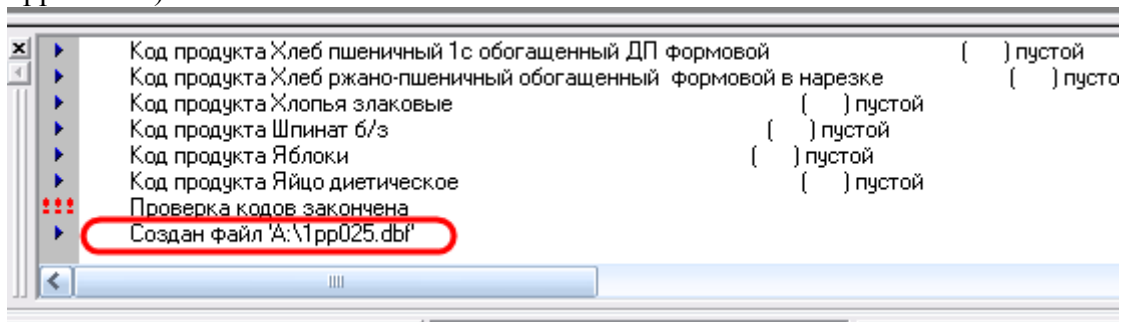 Код продукта Хлеб пшеничный 1с обогащенный ДП формовой ( ) пустой
Код продукта Хлеб ржано-пшеничный обогащенный формовой в нарезке ( ) пусто
Код продукта Хлопья злаковые ( ) пустой
Код продукта Шпинат б/з ( ) пустой
Код продукта Яблоки ( ) пустой
Код продукта Яйцо диетическое ( ) пустой
Проверка кодов закончена
Создан файл 'A:\1pp025.dbf'